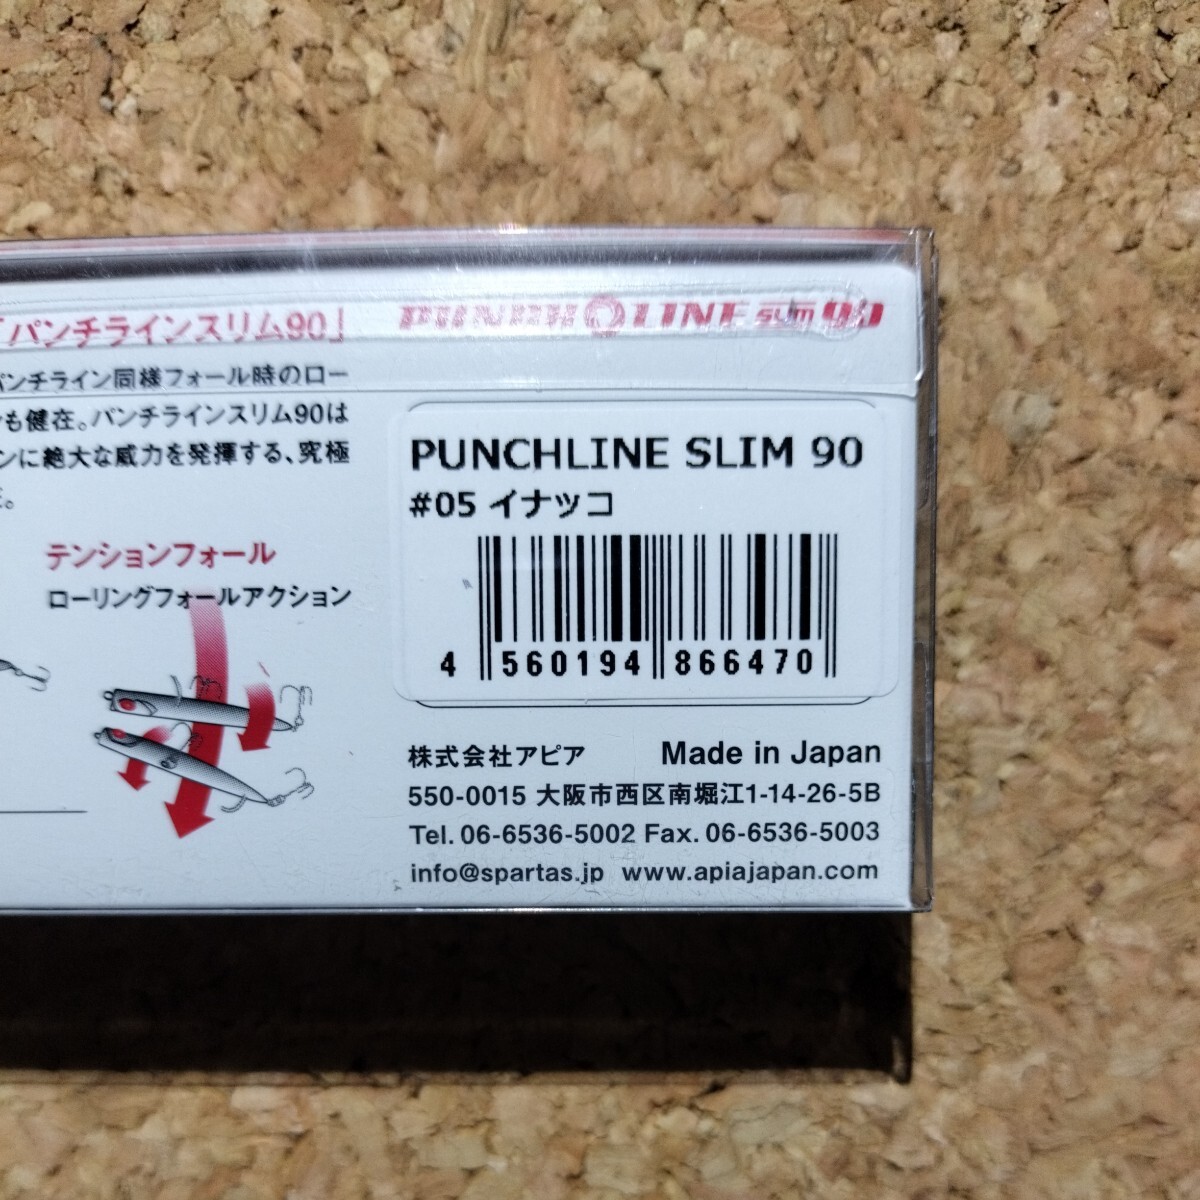 「パンチラインスリム90」
パンチライン同様フォール時のロー
も健在。パンチラインスリム90は
ンに絶大な威力を発揮する、究極
。
テンションフォール
ローリングフォールアクション
PUNCH LINE SLIM 90
PUNCHLINE SLIM 90
#05 イナッコ
4 560194 866470
株式会社アピア Made in Japan
550-0015 大阪市西区南堀江1-14-26-5B
Tel. 06-6536-5002 Fax. 06-6536-5003
info@spartas.jp www.apiajapan.com